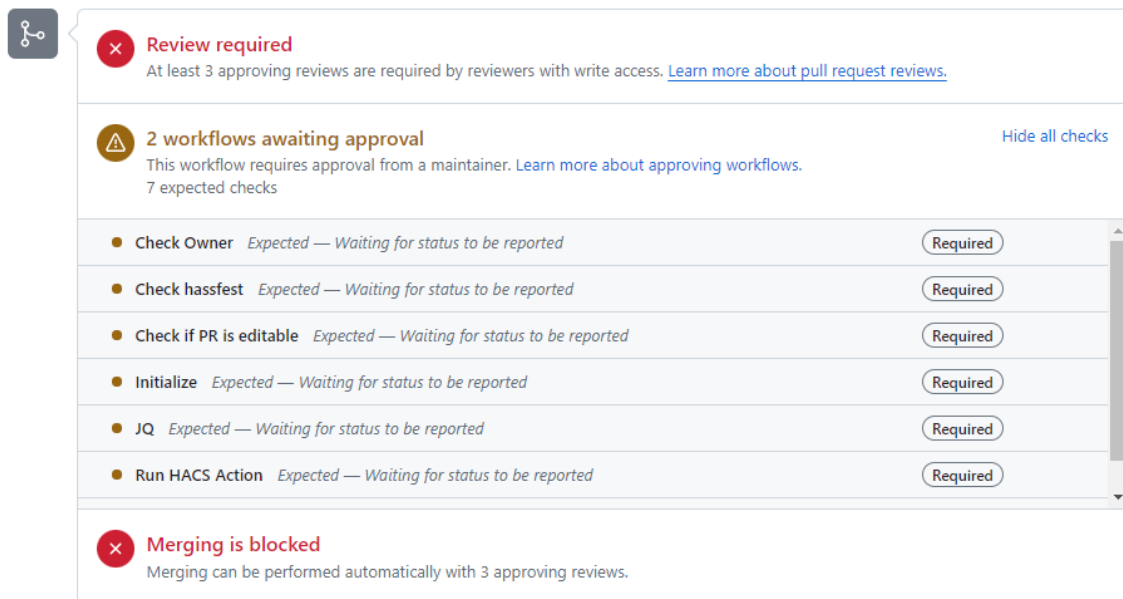 Review required
At least 3 approving reviews are required by reviewers with write access. Learn more about pull request reviews.
2 workflows awaiting approval
Hide all checks
This workflow requires approval from a maintainer. Learn more about approving workflows.
7 expected checks
Check Owner Expected — Waiting for status to be reported Required
Check hassfest Expected — Waiting for status to be reported Required
Check if PR is editable Expected — Waiting for status to be reported Required
Initialize Expected — Waiting for status to be reported Required
JQ Expected — Waiting for status to be reported Required
Run HACS Action Expected — Waiting for status to be reported Required
Merging is blocked
Merging can be performed automatically with 3 approving reviews.